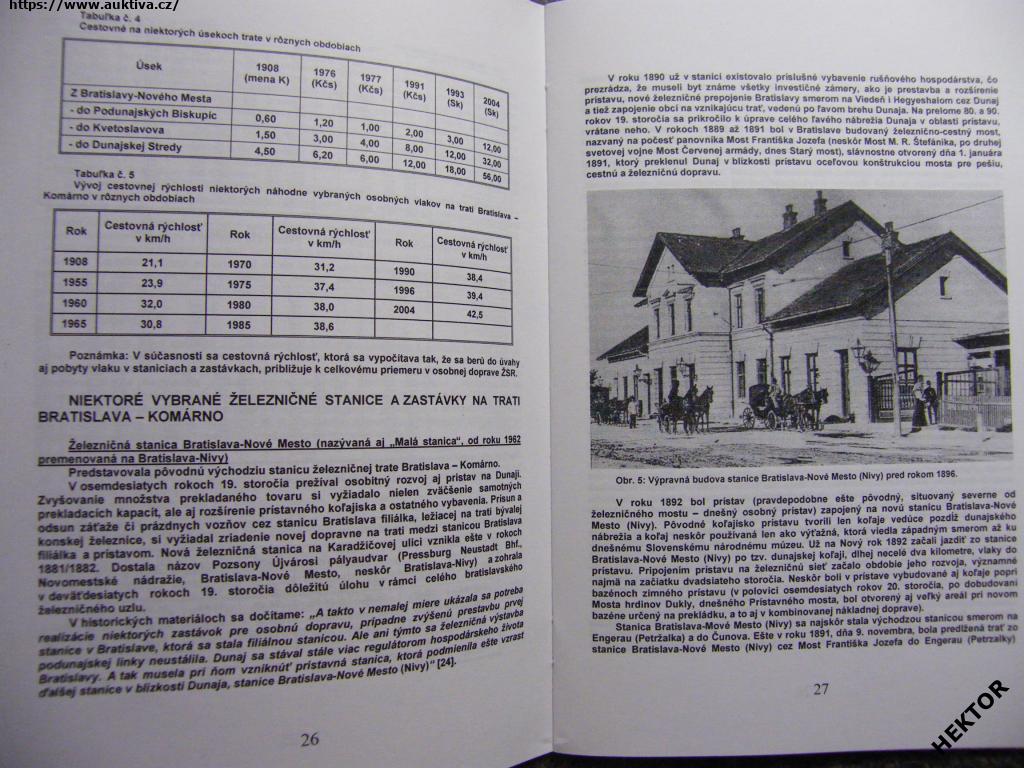 https://www.auktiva.cz/
Tabuľka č. 4
Cestovné na niektorých úsekoch trate v rôznych obdobiach
Úsek 1908 (mena K) 1976 (Kčs) 1977 (Kčs) 1991 (Kčs) 1993 (Sk) 2004 (Sk)
Z Bratislavy-Nového Mesta
- do Podunajských Biskupíc 0,60 1,20 1,00 2,00 3,00 12,00
- do Kvetoslavova 1,50 3,00 4,00 8,00 12,00 32,00
- do Dunajskej Stredy 4,50 6,20 6,00 12,00 18,00 56,00
Tabuľka č. 5
Vývoj cestovnej rýchlosti niektorých náhodne vybraných osobných vlakov na trati Bratislava –
Komárno v rôznych obdobiach
Rok Cestovná rýchlosť v km/h Rok Cestovná rýchlosť v km/h Rok Cestovná rýchlosť v km/h
1908 21,1 1970 31,2 1990 38,4
1955 23,9 1975 37,4 1996 39,4
1960 32,0 1980 38,0 2004 42,5
1965 30,8 1985 38,6
Poznámka: V súčasnosti sa cestovná rýchlosť, ktorá sa vypočítava tak, že sa berú do úvahy
aj pobyty vlaku v staniciach a zastávkach, približuje k celkovému priemeru v osobnej doprave ŽSR.
NIEKTORÉ VYBRANÉ ŽELEZNIČNÉ STANICE A ZASTÁVKY NA TRATI
BRATISLAVA – KOMÁRNO
Železničná stanica Bratislava-Nové Mesto (nazývaná aj „Malá stanica“, od roku 1962
premenovaná na Bratislava-Nivy)
Predstavovala pôvodnú východziu stanicu železničnej trate Bratislava – Komárno.
V osemdesiatych rokoch 19. storočia prežíval osobitný rozvoj aj prístav na Dunaji.
Zvyšovanie množstva prekladaného tovaru si vyžiadalo nielen zväčšenie samotných
prekladacích kapacít, ale aj rozšírenie prístavného koľajiska a ostatného vybavenia. Prísun a
odsun záťaže či prázdnych vozňov cez stanicu Bratislava filiálka, ležiacej na trati bývalej
konskej železnice, si vyžiadal zriadenie novej dopravne na trati medzi stanicou Bratislava
filiálka a prístavom. Nová železničná stanica na Karadžičovej ulici vznikla ešte v rokoch
1881/1882. Dostala názov Pozsony Újvárosi pályaudvar (Pressburg Neustadt Bhf.,
Novomestské nádražie, Bratislava-Nové Mesto, neskôr Bratislava-Nivy) a zohrala
v deväťdesiatych rokoch 19. storočia dôležitú úlohu v rámci celého bratislavského
železničného uzlu.
V historických materiáloch sa dočítame: „A takto v nemalej miere ukázala sa potreba
realizácie niektorých zastávok pre osobnú dopravu, prípadne zvýšenú prestavbu prvej
stanice v Bratislave, ktorá sa stala filiálnou stanicou. Ale ani týmto sa železničná výstavba
podunajskej linky neustálila. Dunaj sa stával stále viac regulátorom hospodárskeho života
Bratislavy. A tak musela pri ňom vzniknúť prístavná stanica, ktorá podmienila ešte vzrast
ďalšej stanice v blízkosti Dunaja, stanice Bratislava-Nové Mesto (Nivy)“ [24].
26
V roku 1890 už v stanici existovalo príslušné vybavenie rušňového hospodárstva, čo
prezrádza, že museli byť známe všetky investičné zámery, ako je prestavba a rozšírenie
prístavu, nové železničné prepojenie Bratislavy smerom na Viedeň i Hegyeshalom cez Dunaj
a tiež zapojenie obcí na vznikajúcu trať, vedenú po ľavom brehu Dunaja. Na prelome 80. a 90.
rokov 19. storočia sa prikročilo k úprave celého ľavého nábrežia Dunaja v oblasti prístavu,
vrátane neho. V rokoch 1889 až 1891 bol v Bratislave budovaný železnično-cestný most,
nazvaný na počesť panovníka Most Františka Jozefa (neskôr Most M. R. Štefánika, po druhej
svetovej vojne Most Červenej armády, dnes Starý most), slávnostne otvorený dňa 1. januára
1891, ktorý preklenul Dunaj v blízkosti prístavu oceľovou konštrukciou mosta pre pešiu,
cestnú a železničnú dopravu.
Obr. 5: Výpravná budova stanice Bratislava-Nové Mesto (Nivy) pred rokom 1896.
V roku 1892 bol prístav (pravdepodobne ešte pôvodný, situovaný severne od
železničného mostu – dnešný osobný prístav) zapojený na novú stanicu Bratislavu-Nové
Mesto (Nivy). Pôvodné koľajisko prístavu tvorili len koľaje vedúce pozdĺž dunajského
nábrežia a koľaj neskôr používaná len ako výťažná, ktorá viedla západným smerom až ku
dnešnému Slovenskému národnému múzeu. Už na Nový rok 1892 začali jazdiť zo stanice
Bratislava-Nové Mesto (Nivy) po tzv. dunajskej koľaji, dlhej necelé dva kilometre, vlaky do
prístavu. Pripojením prístavu na železničnú sieť začalo obdobie jeho rozvoja, významné
najmä na začiatku dvadsiateho storočia. Neskôr boli v prístave vybudované aj koľaje popri
bazénoch zimného prístavu (v polovici osemdesiatych rokov 20. storočia, po dobudovaní
Mosta hrdinov Dukly, dnešného Prístavného mosta, bol otvorený aj veľký areál pri novom
bazéne určený na prekládku, a to aj v kombinovanej nákladnej doprave).
Stanica Bratislava-Nové Mesto (Nivy) sa najskôr stala východzou stanicou smerom na
Engerau (Petržalka) a do Čunova. Ešte v roku 1891, dňa 9. novembra, bola predĺžená trať zo
stanice Bratislava-Nové Mesto (Nivy) cez Most Františka Jozefa do Engerau (Petrzalky)
27
HEKTOR